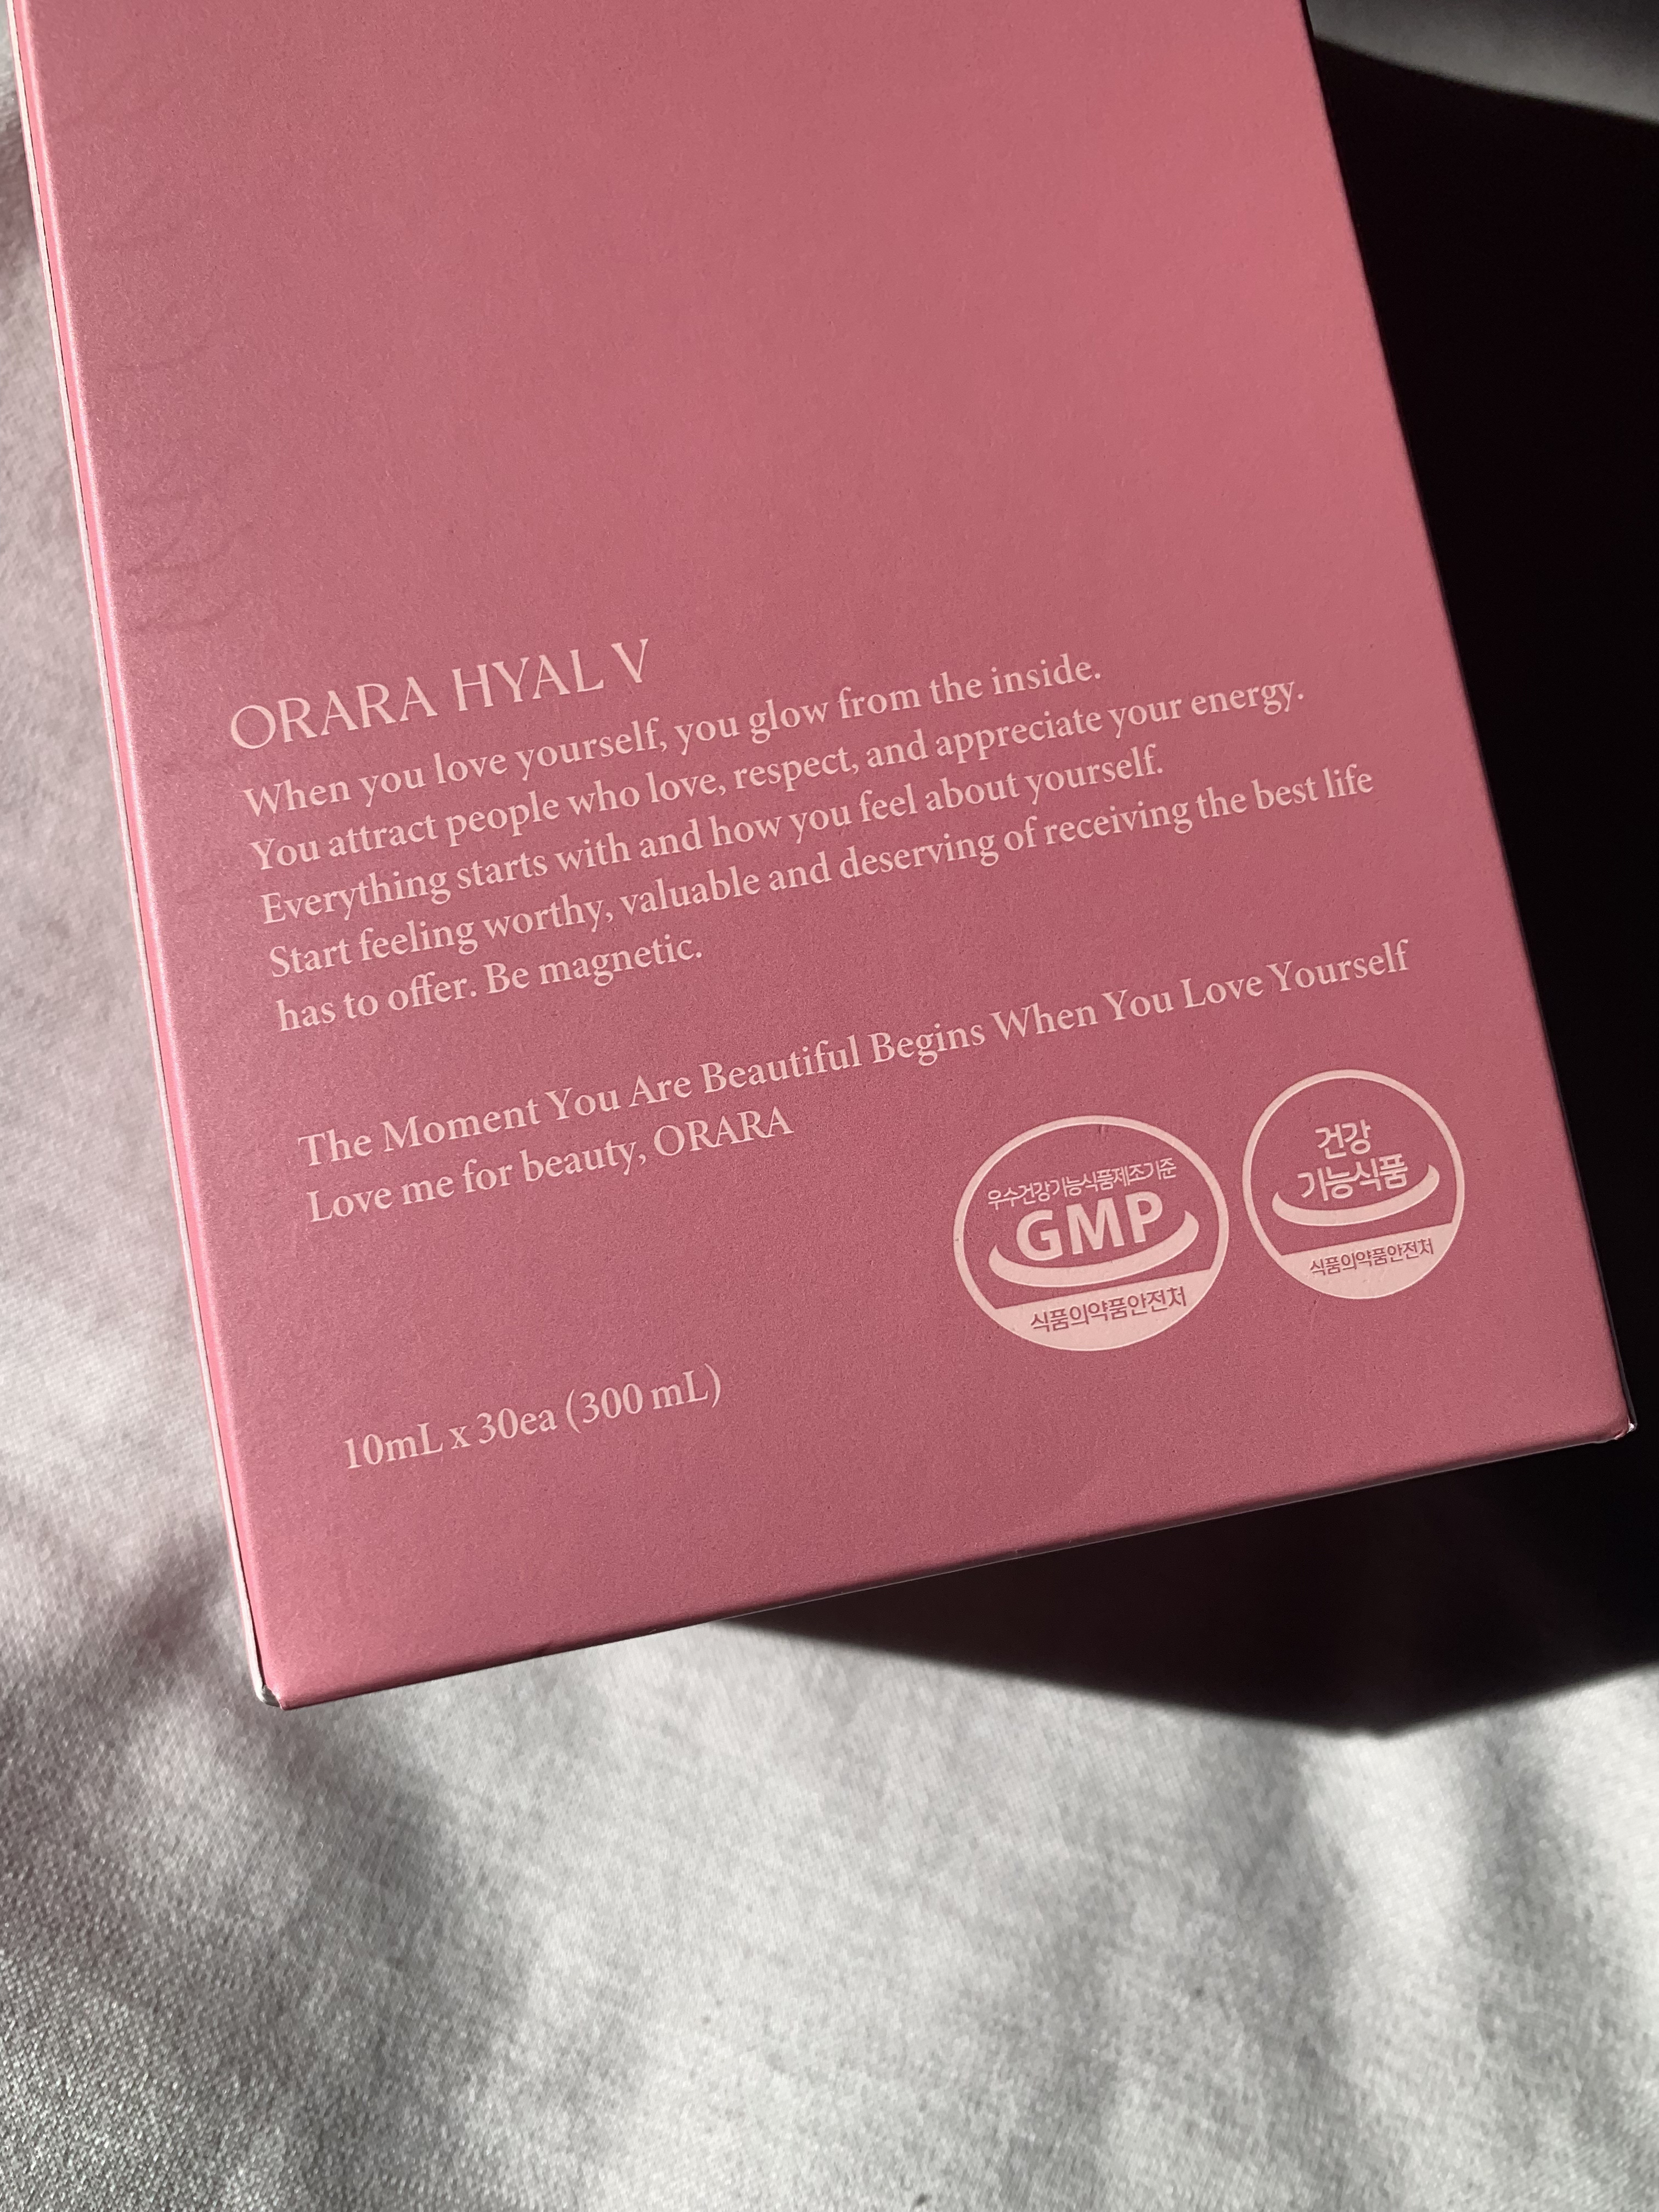 ORARA HYAL V
When you love yourself, you glow from the inside.
You attract people who love, respect, and appreciate your energy.
Everything starts with and how you feel about yourself.
Start feeling worthy, valuable and deserving of receiving the best life
has to offer. Be magnetic.
The Moment You Are Beautiful Begins When You Love Yourself
Love me for beauty, ORARA
우수건강기능식품제조기준
GMP
식품의약품안전처
건강
기능식품
식품의약품안전처
10mL x 30ea (300 mL)